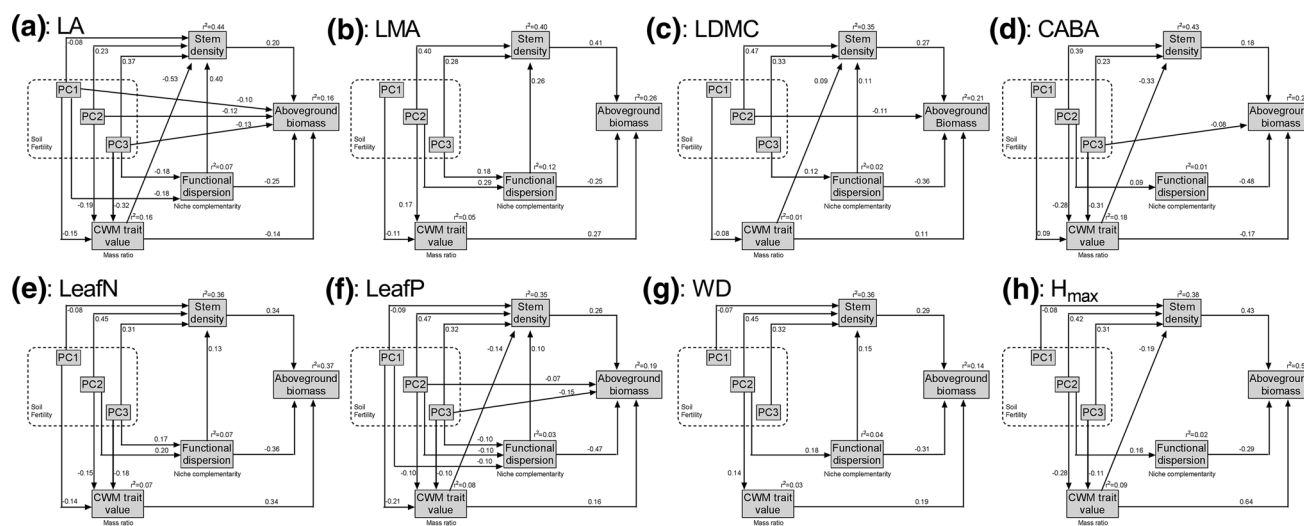 (a): LA
r²=0.44
Stem
density
-0.08
0.23
0.37
-0.53
0.40
0.20
PC1
PC2
PC3
Soil
Fertility
-0.10
-0.12
-0.13
r²=0.16
Aboveground
biomass
-0.18
-0.18
r²=0.07
Functional
dispersion
Niche complementarity
-0.25
-0.19
-0.32
r²=0.16
-0.15
CWM trait
value
Mass ratio
-0.14
(b): LMA
r²=0.40
Stem
density
0.40
0.28
0.26
0.41
PC1
PC2
PC3
Soil
Fertility
r²=0.26
Aboveground
biomass
0.18
0.29
r²=0.12
Functional
dispersion
Niche complementarity
-0.25
0.17
r²=0.05
-0.11
CWM trait
value
Mass ratio
0.27
(c): LDMC
r²=0.35
Stem
density
0.47
0.33
0.09
0.11
0.27
PC1
PC2
PC3
Soil
Fertility
-0.11
r²=0.21
Aboveground
Biomass
0.12
r²=0.02
Functional
dispersion
Niche complementarity
-0.36
r²=0.01
-0.08
CWM trait
value
Mass ratio
0.11
(d): CABA
r²=0.43
Stem
density
0.39
0.23
-0.33
0.18
PC1
PC2
PC3
Soil
Fertility
-0.08
Aboveground
biomass
0.09
r²=0.01
Functional
dispersion
Niche complementarity
-0.48
-0.28
-0.31
r²=0.18
0.09
CWM trait
value
Mass ratio
-0.17
(e): LeafN
r²=0.36
Stem
density
-0.08
0.45
0.31
0.13
0.34
PC1
PC2
PC3
Soil
Fertility
r²=0.37
Aboveground
biomass
0.17
0.20
r²=0.07
Functional
dispersion
Niche complementarity
-0.36
-0.15
-0.18
r²=0.07
-0.14
CWM trait
value
Mass ratio
0.34
(f): LeafP
r²=0.35
Stem
density
-0.09
0.47
0.32
-0.14
0.10
0.26
PC1
PC2
PC3
Soil
Fertility
-0.07
-0.15
r²=0.19
Aboveground
biomass
-0.10
-0.10
-0.10
r²=0.03
Functional
dispersion
Niche complementarity
-0.47
-0.10
-0.10
r²=0.08
-0.21
CWM trait
value
Mass ratio
0.16
(g): WD
r²=0.36
Stem
density
-0.07
0.45
0.32
0.15
0.29
PC1
PC2
PC3
Soil
Fertility
r²=0.14
Aboveground
biomass
0.18
r²=0.04
Functional
dispersion
Niche complementarity
-0.31
0.14
r²=0.03
CWM trait
value
Mass ratio
0.19
(h): Hmax
r²=0.38
Stem
density
-0.08
0.42
0.31
-0.19
0.43
PC1
PC2
PC3
Soil
Fertility
Aboveground
biomass
0.16
r²=0.02
Functional
dispersion
Niche complementarity
-0.29
-0.28
-0.11
r²=0.09
CWM trait
value
Mass ratio
0.64